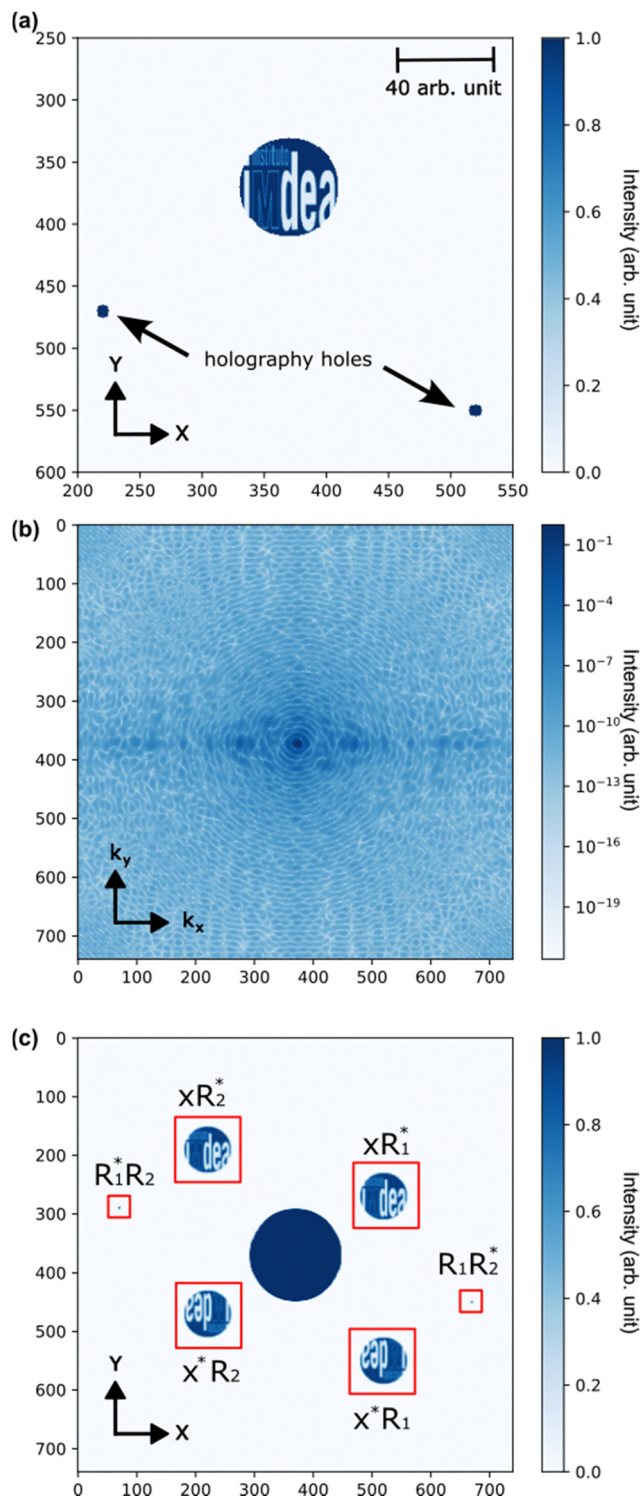 (a)
250
300
350
400
450
500
550
600
200
250
300
350
400
450
500
550
40 arb. unit
instituto
iMdea
holography holes
Y
X
1.0
0.8
0.6
0.4
0.2
0.0
Intensity (arb. unit)
(b)
0
100
200
300
400
500
600
700
0
100
200
300
400
500
600
700
ky
kx
10⁻¹
10⁻⁴
10⁻⁷
10⁻¹⁰
10⁻¹³
10⁻¹⁶
10⁻¹⁹
Intensity (arb. unit)
(c)
0
100
200
300
400
500
600
700
0
100
200
300
400
500
600
700
xR₂*
iMdea
xR₁*
iMdea
R₁*R₂
R₁R₂*
x*R₂
x*R₁
Y
X
1.0
0.8
0.6
0.4
0.2
0.0
Intensity (arb. unit)